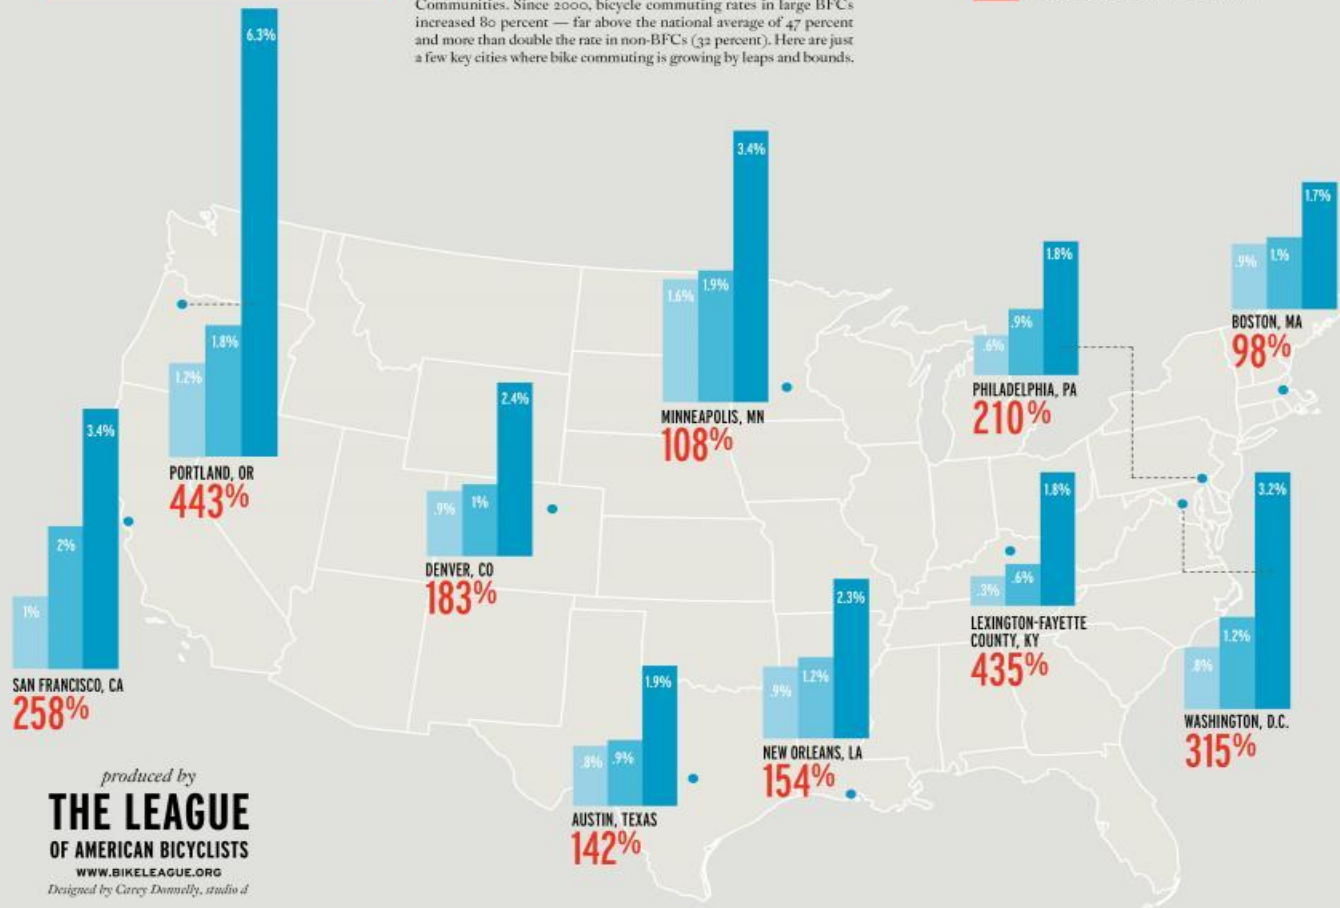 Communities. Since 2000, bicycle commuting rates in large BFCs
increased 80 percent — far above the national average of 47 percent
and more than double the rate in non-BFCs (32 percent). Here are just
a few key cities where bike commuting is growing by leaps and bounds.
6.3%
1.8%
1.2%
PORTLAND, OR
443%
3.4%
2%
1%
SAN FRANCISCO, CA
258%
2.4%
1%
.9%
DENVER, CO
183%
3.4%
1.9%
1.6%
MINNEAPOLIS, MN
108%
1.8%
.9%
.6%
PHILADELPHIA, PA
210%
1.7%
1.%
.9%
BOSTON, MA
98%
1.8%
.6%
.3%
LEXINGTON-FAYETTE
COUNTY, KY
435%
3.2%
1.2%
.8%
WASHINGTON, D.C.
315%
2.3%
1.2%
.9%
NEW ORLEANS, LA
154%
1.9%
.9%
.8%
AUSTIN, TEXAS
142%
produced by
THE LEAGUE
OF AMERICAN BICYCLISTS
WWW.BIKELEAGUE.ORG
Designed by Carey Donnelly, studio d